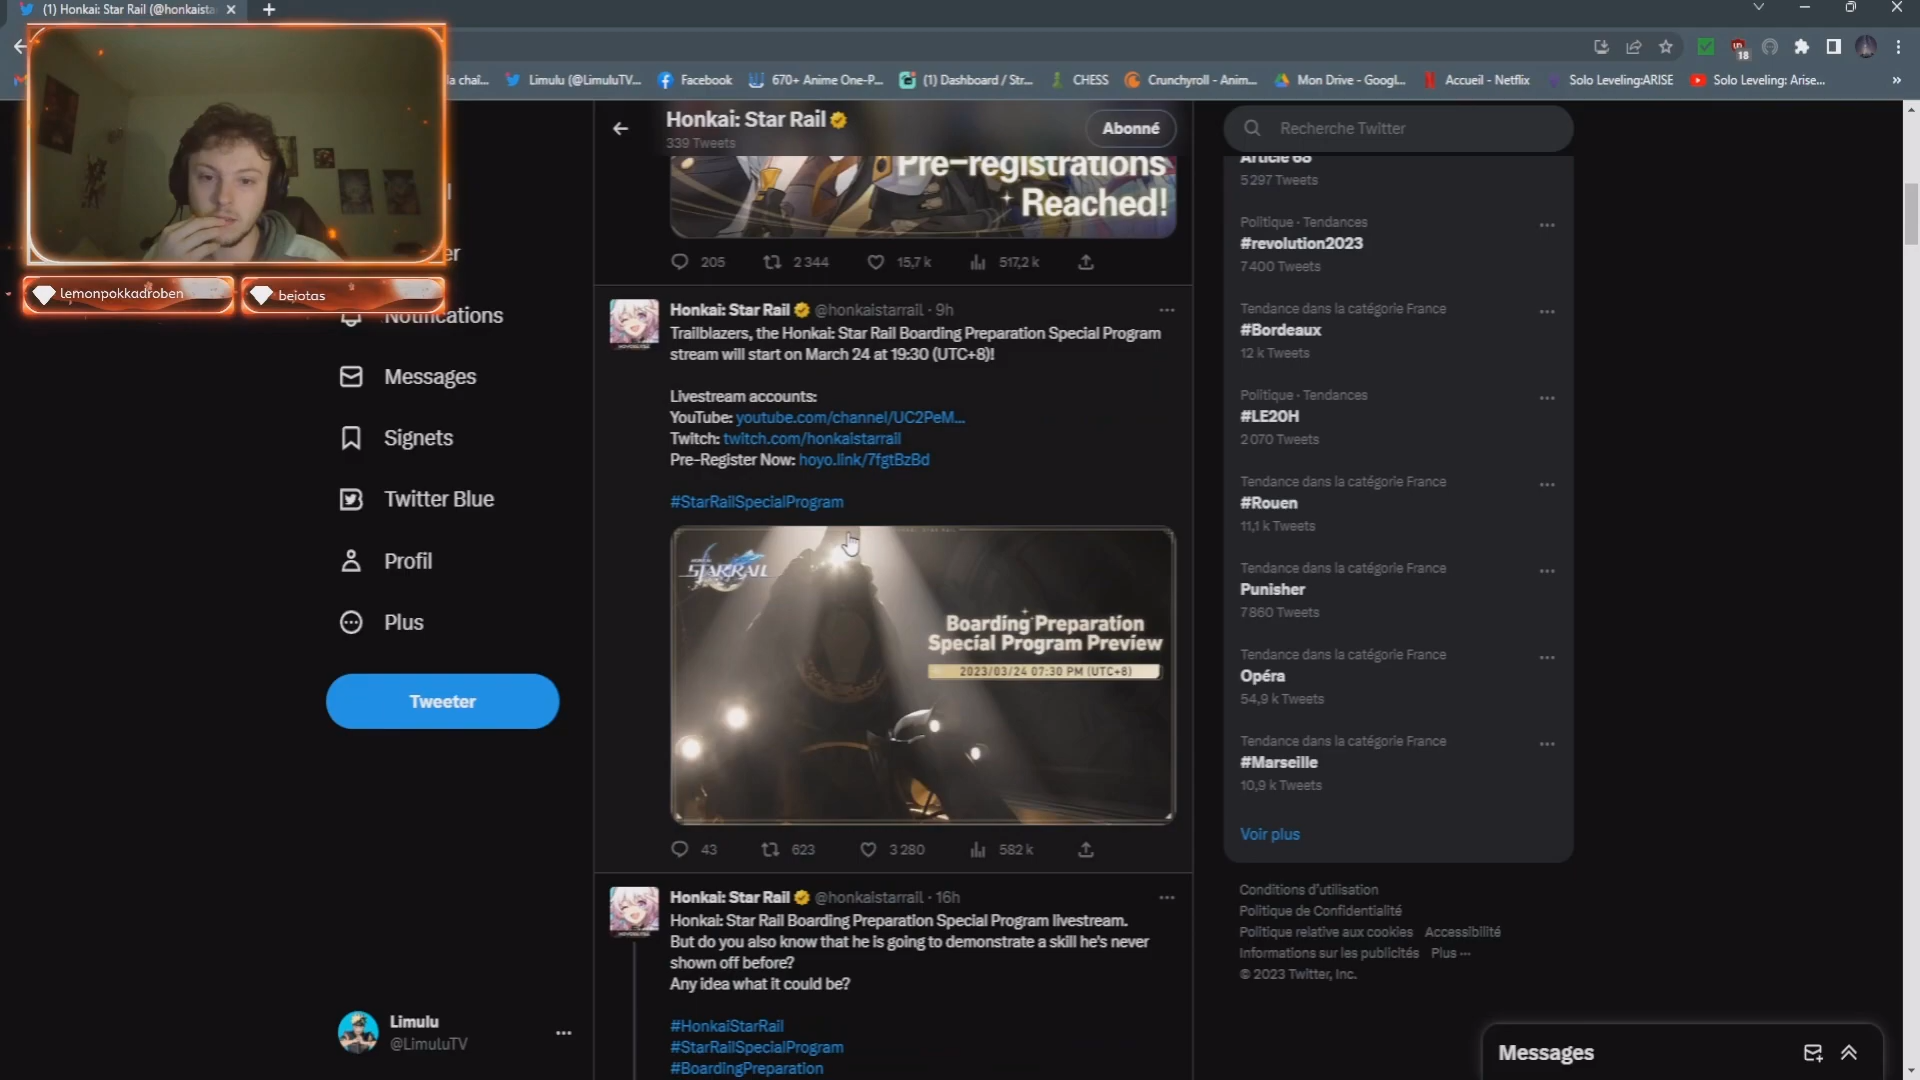 (1) Honkai: Star Rail (@honkaista
la chaî...
Limulu (@LimuluTV...
Facebook
670+ Anime One-P...
(1) Dashboard / Str...
CHESS
Crunchyroll - Anim...
Mon Drive - Googl...
Accueil - Netflix
Solo Leveling:ARISE
Solo Leveling: Arise...
18
lemonpokkadroben
bejotas
Notifications
Messages
Signets
Twitter Blue
Profil
Plus
Tweeter
Limulu
@LimuluTV
Honkai: Star Rail
339 Tweets
Abonné
Pre-registrations
Reached!
205
2 344
15,7 k
517,2 k
Honkai: Star Rail @honkaistarrail · 9h
Trailblazers, the Honkai: Star Rail Boarding Preparation Special Program
stream will start on March 24 at 19:30 (UTC+8)!
Livestream accounts:
YouTube: youtube.com/channel/UC2PeM...
Twitch: twitch.com/honkaistarrail
Pre-Register Now: hoyo.link/7fgtBzBd
#StarRailSpecialProgram
HONKAI
STAR RAIL
Boarding Preparation
Special Program Preview
2023/03/24 07:30 PM (UTC+8)
43
623
3 280
582 k
Honkai: Star Rail @honkaistarrail · 16h
Honkai: Star Rail Boarding Preparation Special Program livestream.
But do you also know that he is going to demonstrate a skill he's never
shown off before?
Any idea what it could be?
#HonkaiStarRail
#StarRailSpecialProgram
#BoardingPreparation
Recherche Twitter
Article 68
5 297 Tweets
Politique · Tendances
#revolution2023
7 400 Tweets
Tendance dans la catégorie France
#Bordeaux
12 k Tweets
Politique · Tendances
#LE20H
2 070 Tweets
Tendance dans la catégorie France
#Rouen
11,1 k Tweets
Tendance dans la catégorie France
Punisher
7 860 Tweets
Tendance dans la catégorie France
Opéra
54,9 k Tweets
Tendance dans la catégorie France
#Marseille
10,9 k Tweets
Voir plus
Conditions d'utilisation
Politique de Confidentialité
Politique relative aux cookies Accessibilité
Informations sur les publicités Plus ···
© 2023 Twitter, Inc.
Messages